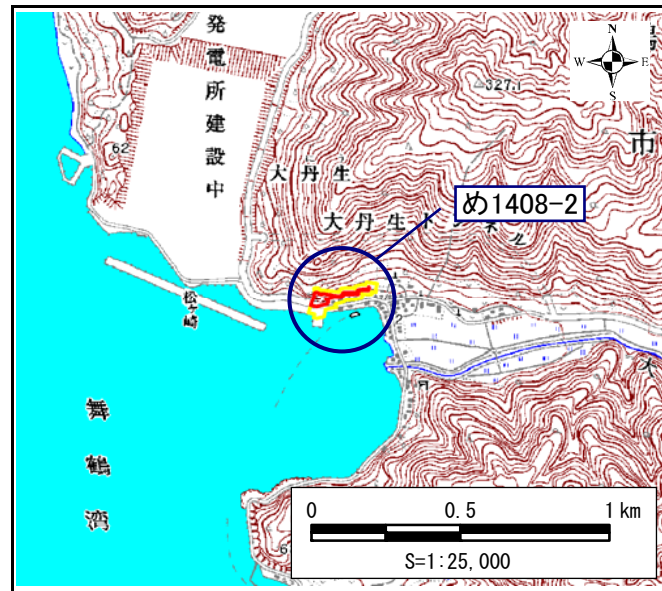 発電所建設中
N
W
E
S
327.1
市
62
大丹生
大丹生トンネル
め1408-2
松ヶ崎
舞鶴湾
0 0.5 1 km
S=1:25,000